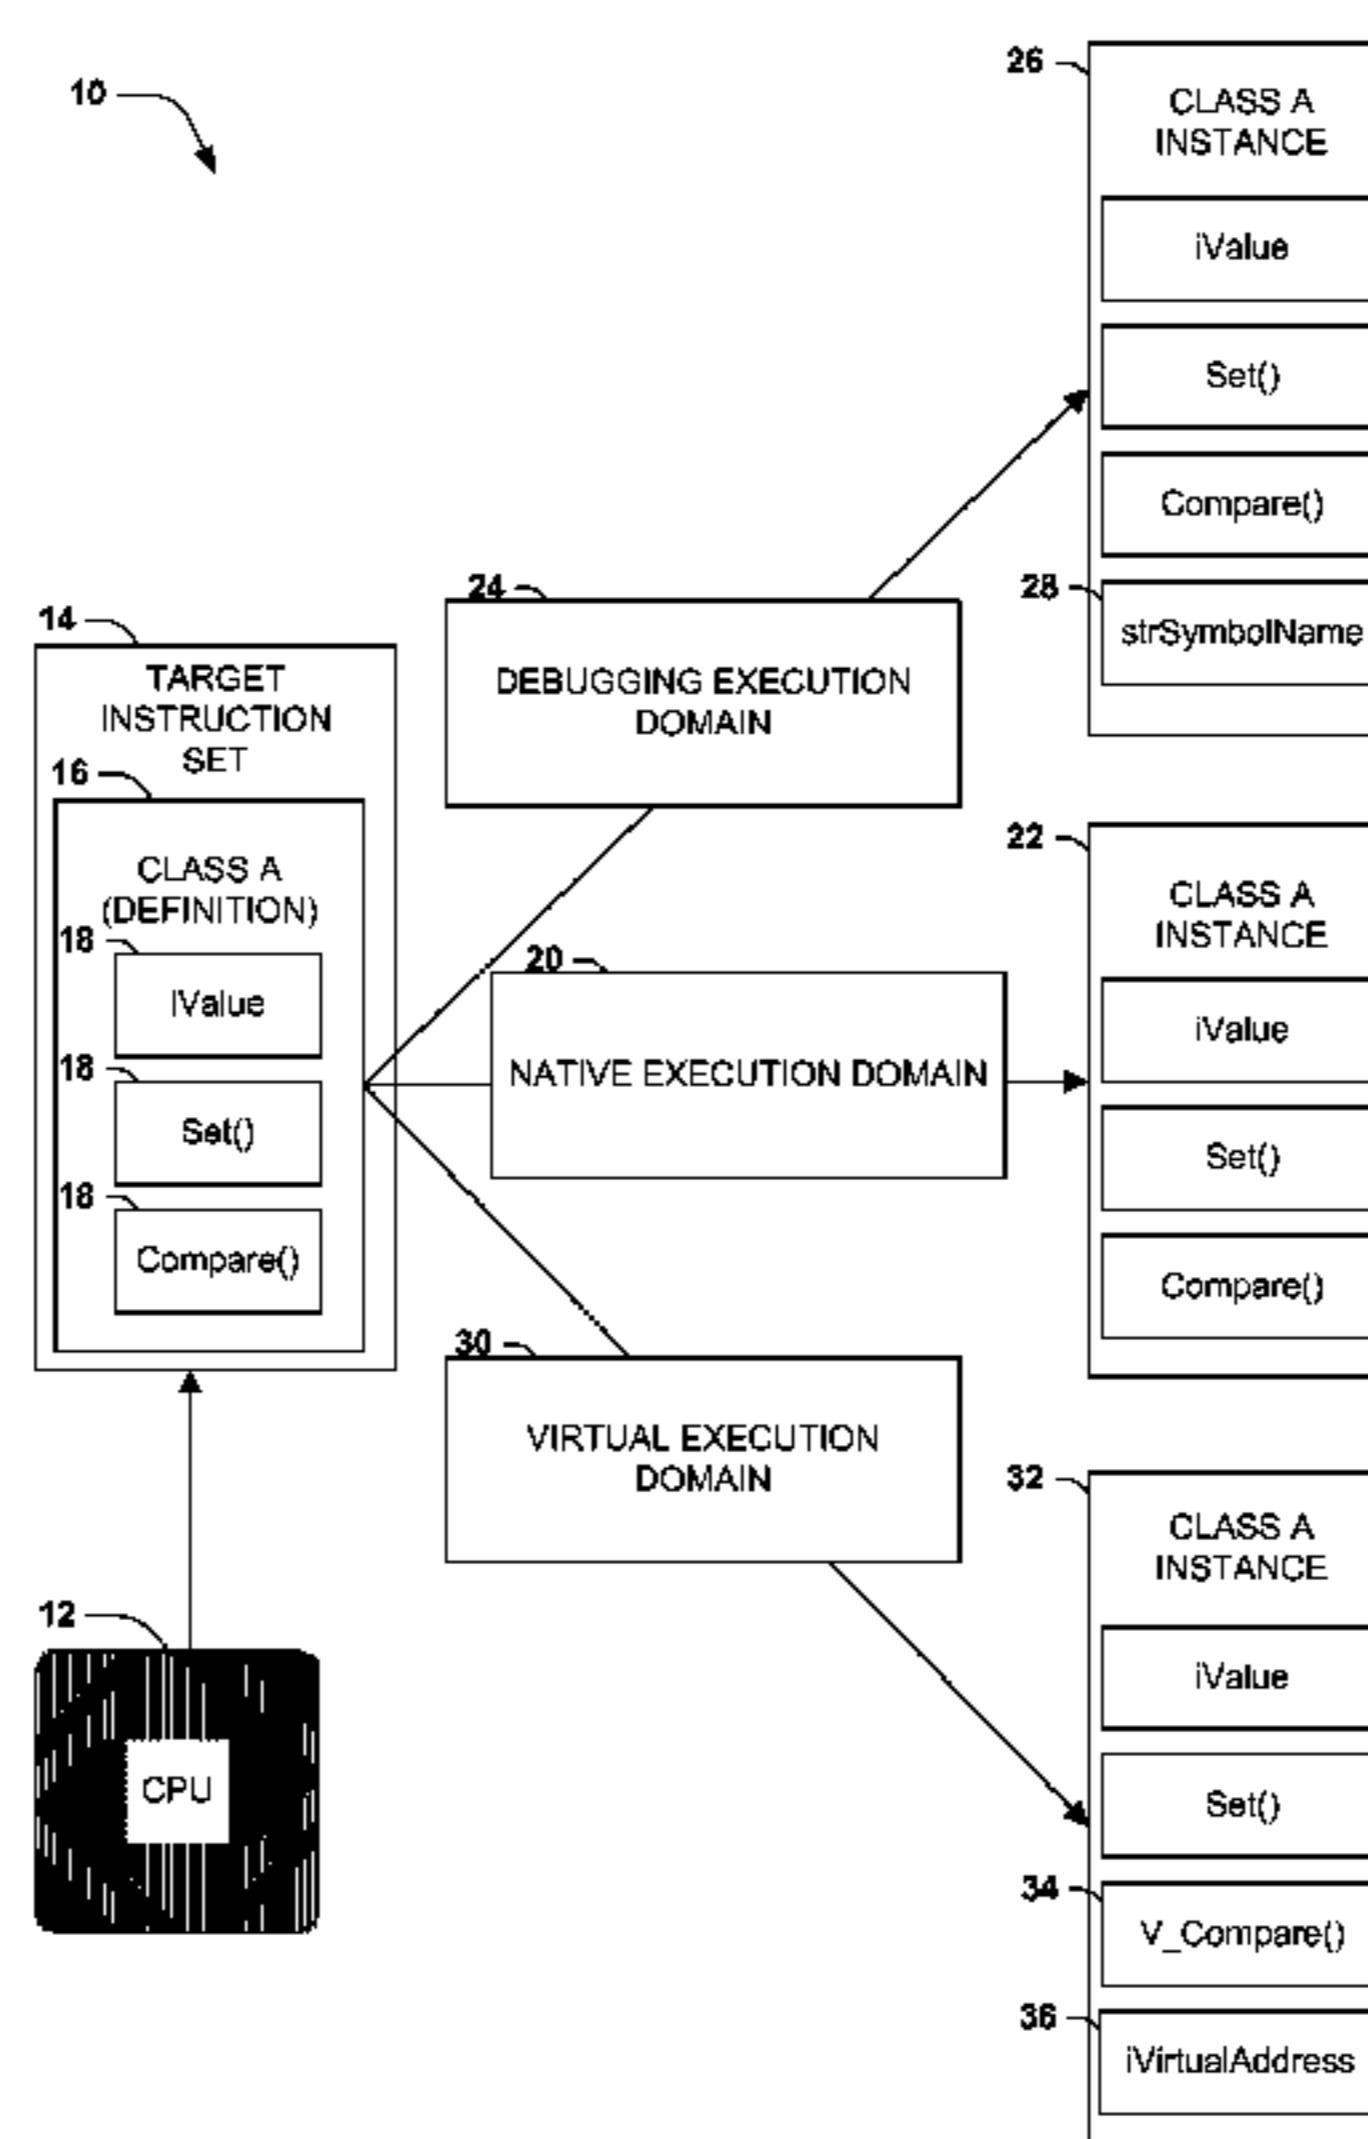 10
26
CLASS A
INSTANCE
iValue
Set()
Compare()
28
strSymbolName
24
DEBUGGING EXECUTION
DOMAIN
14
TARGET
INSTRUCTION
SET
16
CLASS A
(DEFINITION)
18
iValue
18
Set()
18
Compare()
22
CLASS A
INSTANCE
iValue
Set()
Compare()
20
NATIVE EXECUTION DOMAIN
30
VIRTUAL EXECUTION
DOMAIN
32
CLASS A
INSTANCE
iValue
Set()
34
V_Compare()
36
iVirtualAddress
12
CPU